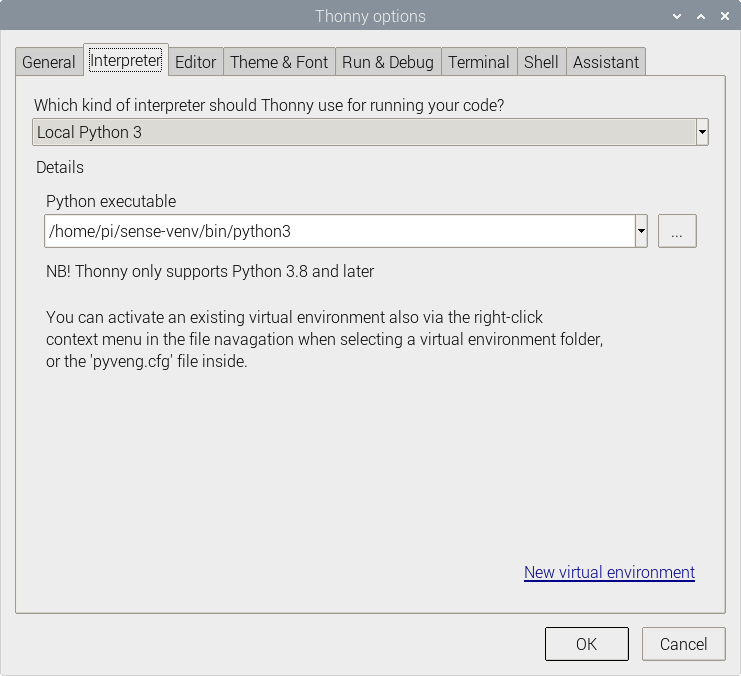 Thonny options
General Interpreter Editor Theme & Font Run & Debug Terminal Shell Assistant
Which kind of interpreter should Thonny use for running your code?
Local Python 3
Details
Python executable
/home/pi/sense-venv/bin/python3
...
NB! Thonny only supports Python 3.8 and later
You can activate an existing virtual environment also via the right-click
context menu in the file navagation when selecting a virtual environment folder,
or the 'pyveng.cfg' file inside.
New virtual environment
OK Cancel